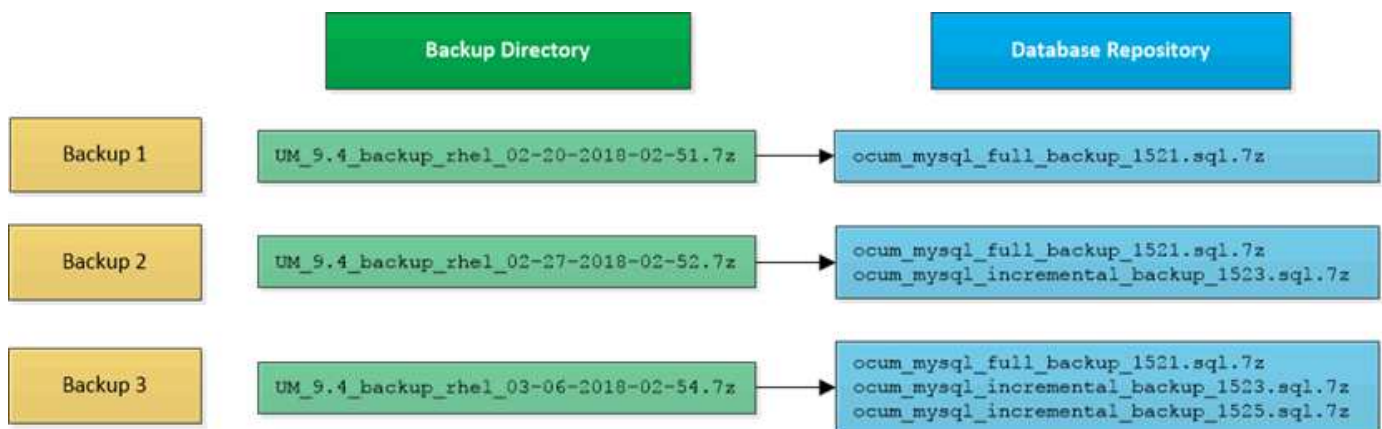 Backup Directory
Database Repository
Backup 1
UM_9.4_backup_rhel_02-20-2018-02-51.7z
ocum_mysql_full_backup_1521.sql.7z
Backup 2
UM_9.4_backup_rhel_02-27-2018-02-52.7z
ocum_mysql_full_backup_1521.sql.7z
ocum_mysql_incremental_backup_1523.sql.7z
Backup 3
UM_9.4_backup_rhel_03-06-2018-02-54.7z
ocum_mysql_full_backup_1521.sql.7z
ocum_mysql_incremental_backup_1523.sql.7z
ocum_mysql_incremental_backup_1525.sql.7z